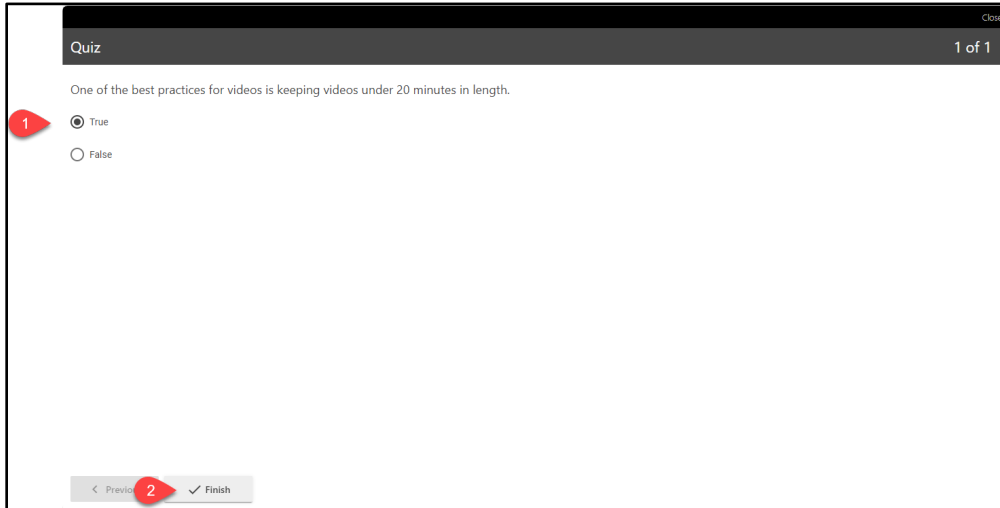 Close
Quiz
1 of 1
One of the best practices for videos is keeping videos under 20 minutes in length.
1
True
False
Previou
2
Finish